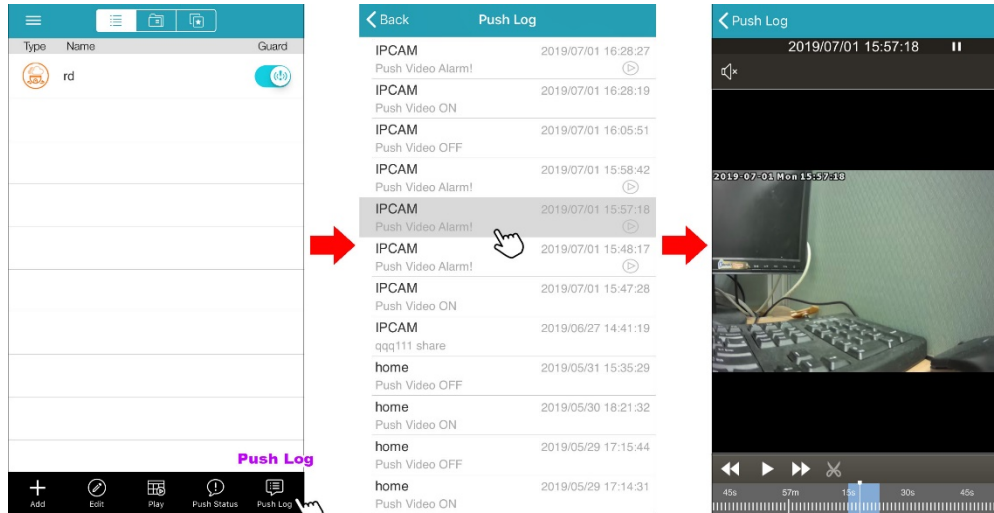 Type Name Guard
rd
Push Log
Add Edit Play Push Status Push Log
Back Push Log
IPCAM 2019/07/01 16:28:27
Push Video Alarm!
IPCAM 2019/07/01 16:28:19
Push Video ON
IPCAM 2019/07/01 16:05:51
Push Video OFF
IPCAM 2019/07/01 15:58:42
Push Video Alarm!
IPCAM 2019/07/01 15:57:18
Push Video Alarm!
IPCAM 2019/07/01 15:48:17
Push Video Alarm!
IPCAM 2019/07/01 15:47:28
Push Video ON
IPCAM 2019/06/27 14:41:19
qqq111 share
home 2019/05/31 15:35:29
Push Video OFF
home 2019/05/30 18:21:32
Push Video ON
home 2019/05/29 17:15:44
Push Video OFF
home 2019/05/29 17:14:31
Push Video ON
Push Log
2019/07/01 15:57:18
2019-07-01 Mon 15:57:18
45s 57m 15s 30s 45s